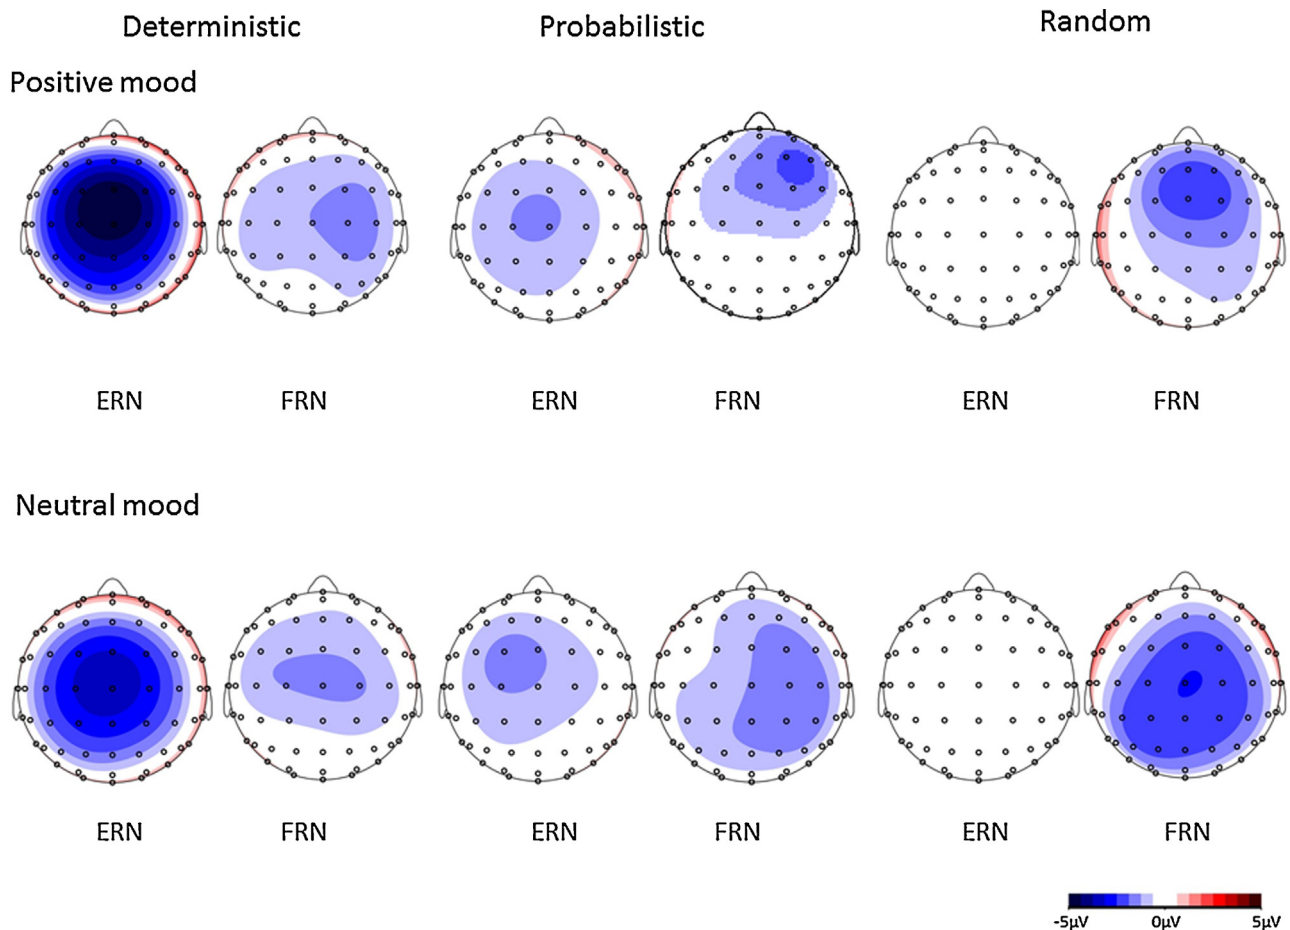 Deterministic Probabilistic Random
Positive mood
ERN FRN ERN FRN ERN FRN
Neutral mood
ERN FRN ERN FRN ERN FRN
-5µV 0µV 5µV